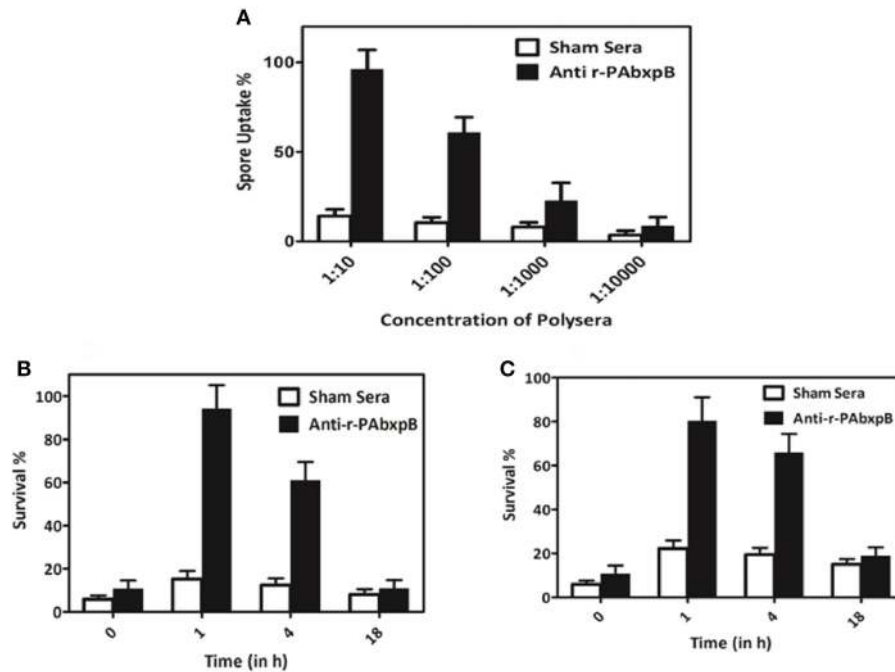 A
Sham Sera
Anti r-PAbxpB
Spore Uptake %
100
50
0
1:10
1:100
1:1000
1:10000
Concentration of Polysera
B
Sham Sera
Anti-r-PAbxpB
Survival %
100
80
60
40
20
0
0
1
4
18
Time (in h)
C
Sham Sera
Anti-r-PAbxpB
Survival %
100
80
60
40
20
0
0
1
4
18
Time (in h)